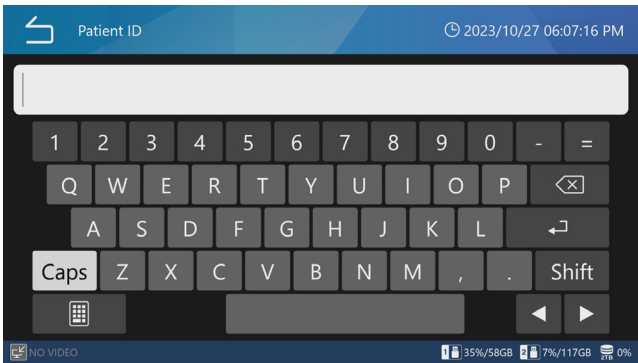 Patient ID 2023/10/27 06:07:16 PM
1 2 3 4 5 6 7 8 9 0 - =
Q W E R T Y U I O P
A S D F G H J K L
Caps Z X C V B N M , . Shift
NO VIDEO 1 35%/58GB 2 7%/117GB 2TB 0%